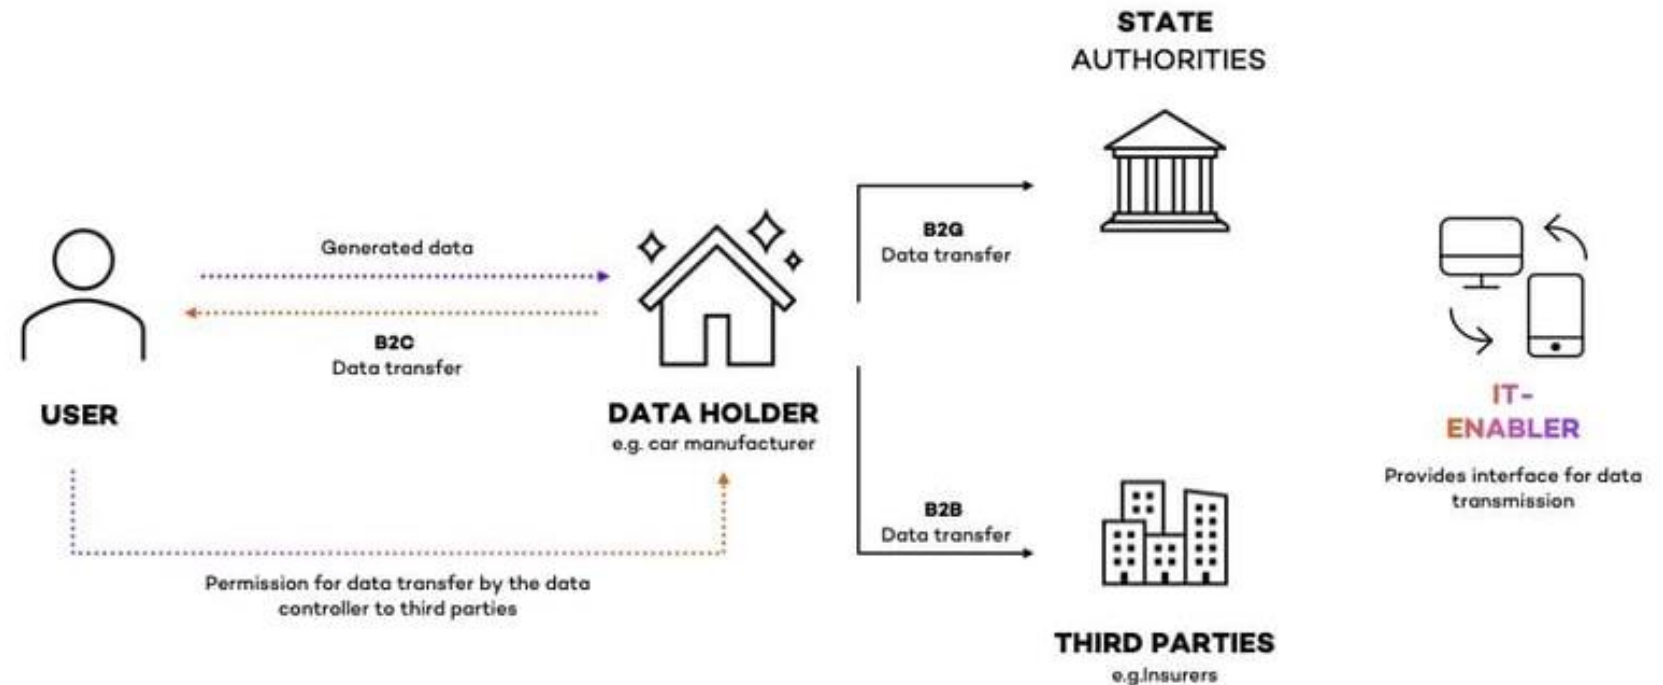 STATE
AUTHORITIES
Generated data
B2C
Data transfer
USER
DATA HOLDER
e.g. car manufacturer
Permission for data transfer by the data
controller to third parties
B2G
Data transfer
B2B
Data transfer
THIRD PARTIES
e.g.Insurers
IT-
ENABLER
Provides interface for data
transmission